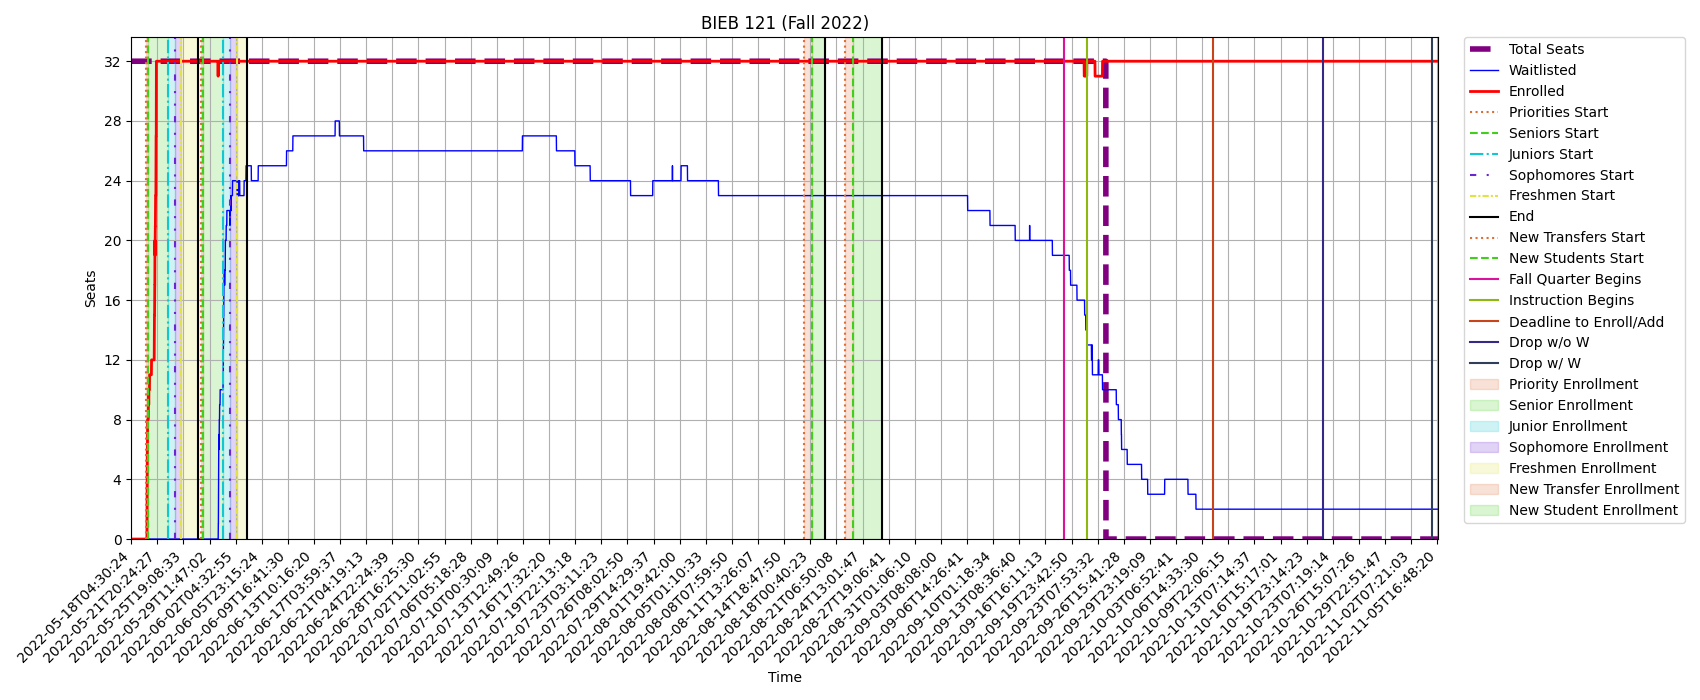 BIEB 121 (Fall 2022)
Seats
32
28
24
20
16
12
8
4
0
2022-05-18T04:30:24
2022-05-21T20:24:27
2022-05-25T19:08:33
2022-05-29T11:47:02
2022-06-02T04:32:55
2022-06-05T23:15:24
2022-06-09T16:41:30
2022-06-13T10:16:20
2022-06-17T03:59:37
2022-06-21T04:19:13
2022-06-24T22:24:39
2022-06-28T16:25:30
2022-07-02T11:02:55
2022-07-06T05:18:28
2022-07-10T00:30:09
2022-07-13T12:49:26
2022-07-16T17:32:20
2022-07-19T22:13:18
2022-07-23T03:11:23
2022-07-26T08:02:50
2022-07-29T14:29:37
2022-08-01T19:42:00
2022-08-05T01:10:33
2022-08-08T07:59:50
2022-08-11T13:26:07
2022-08-14T18:47:50
2022-08-18T00:40:23
2022-08-21T06:50:08
2022-08-24T13:01:47
2022-08-27T19:06:41
2022-08-31T01:06:10
2022-09-03T08:08:00
2022-09-06T14:26:41
2022-09-10T01:18:34
2022-09-13T08:36:40
2022-09-16T16:11:13
2022-09-19T23:42:50
2022-09-23T07:53:32
2022-09-26T15:41:28
2022-09-29T23:19:09
2022-10-03T06:52:41
2022-10-06T14:33:30
2022-10-09T22:06:15
2022-10-13T07:14:37
2022-10-16T15:17:01
2022-10-19T23:14:23
2022-10-23T07:19:14
2022-10-26T15:07:26
2022-10-29T22:51:47
2022-11-02T07:21:03
2022-11-05T16:48:20
Time
Total Seats
Waitlisted
Enrolled
Priorities Start
Seniors Start
Juniors Start
Sophomores Start
Freshmen Start
End
New Transfers Start
New Students Start
Fall Quarter Begins
Instruction Begins
Deadline to Enroll/Add
Drop w/o W
Drop w/ W
Priority Enrollment
Senior Enrollment
Junior Enrollment
Sophomore Enrollment
Freshmen Enrollment
New Transfer Enrollment
New Student Enrollment